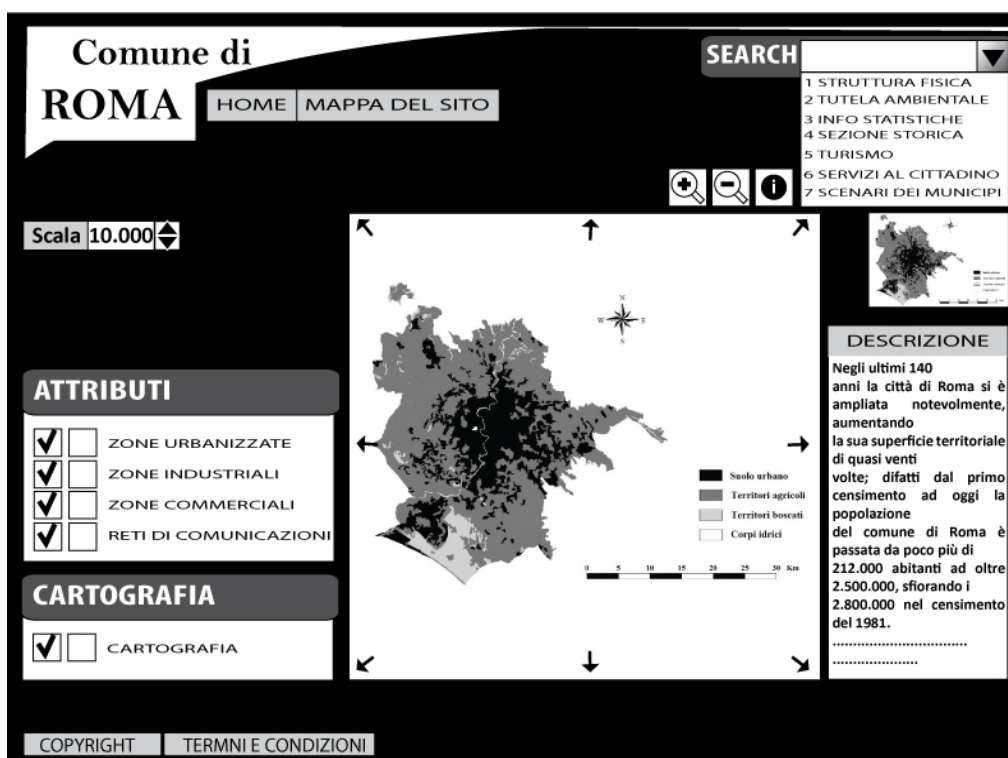 Comune di
ROMA
HOME
MAPPA DEL SITO
SEARCH
1 STRUTTURA FISICA
2 TUTELA AMBIENTALE
3 INFO STATISTICHE
4 SEZIONE STORICA
5 TURISMO
6 SERVIZI AL CITTADINO
7 SCENARI DEI MUNICIPI
Scala 10.000
N
W E
S
Suolo urbano
Territori agricoli
Territori boscati
Corpi idrici
0 5 10 15 20 25 30 Km
ATTRIBUTI
ZONE URBANIZZATE
ZONE INDUSTRIALI
ZONE COMMERCIALI
RETI DI COMUNICAZIONI
CARTOGRAFIA
CARTOGRAFIA
DESCRIZIONE
Negli ultimi 140
anni la città di Roma si è
ampliata notevolmente,
aumentando
la sua superficie territoriale
di quasi venti
volte; difatti dal primo
censimento ad oggi la
popolazione
del comune di Roma è
passata da poco più di
212.000 abitanti ad oltre
2.500.000, sfiorando i
2.800.000 nel censimento
del 1981.
.................................
.....................
COPYRIGHT
TERMNI E CONDIZIONI